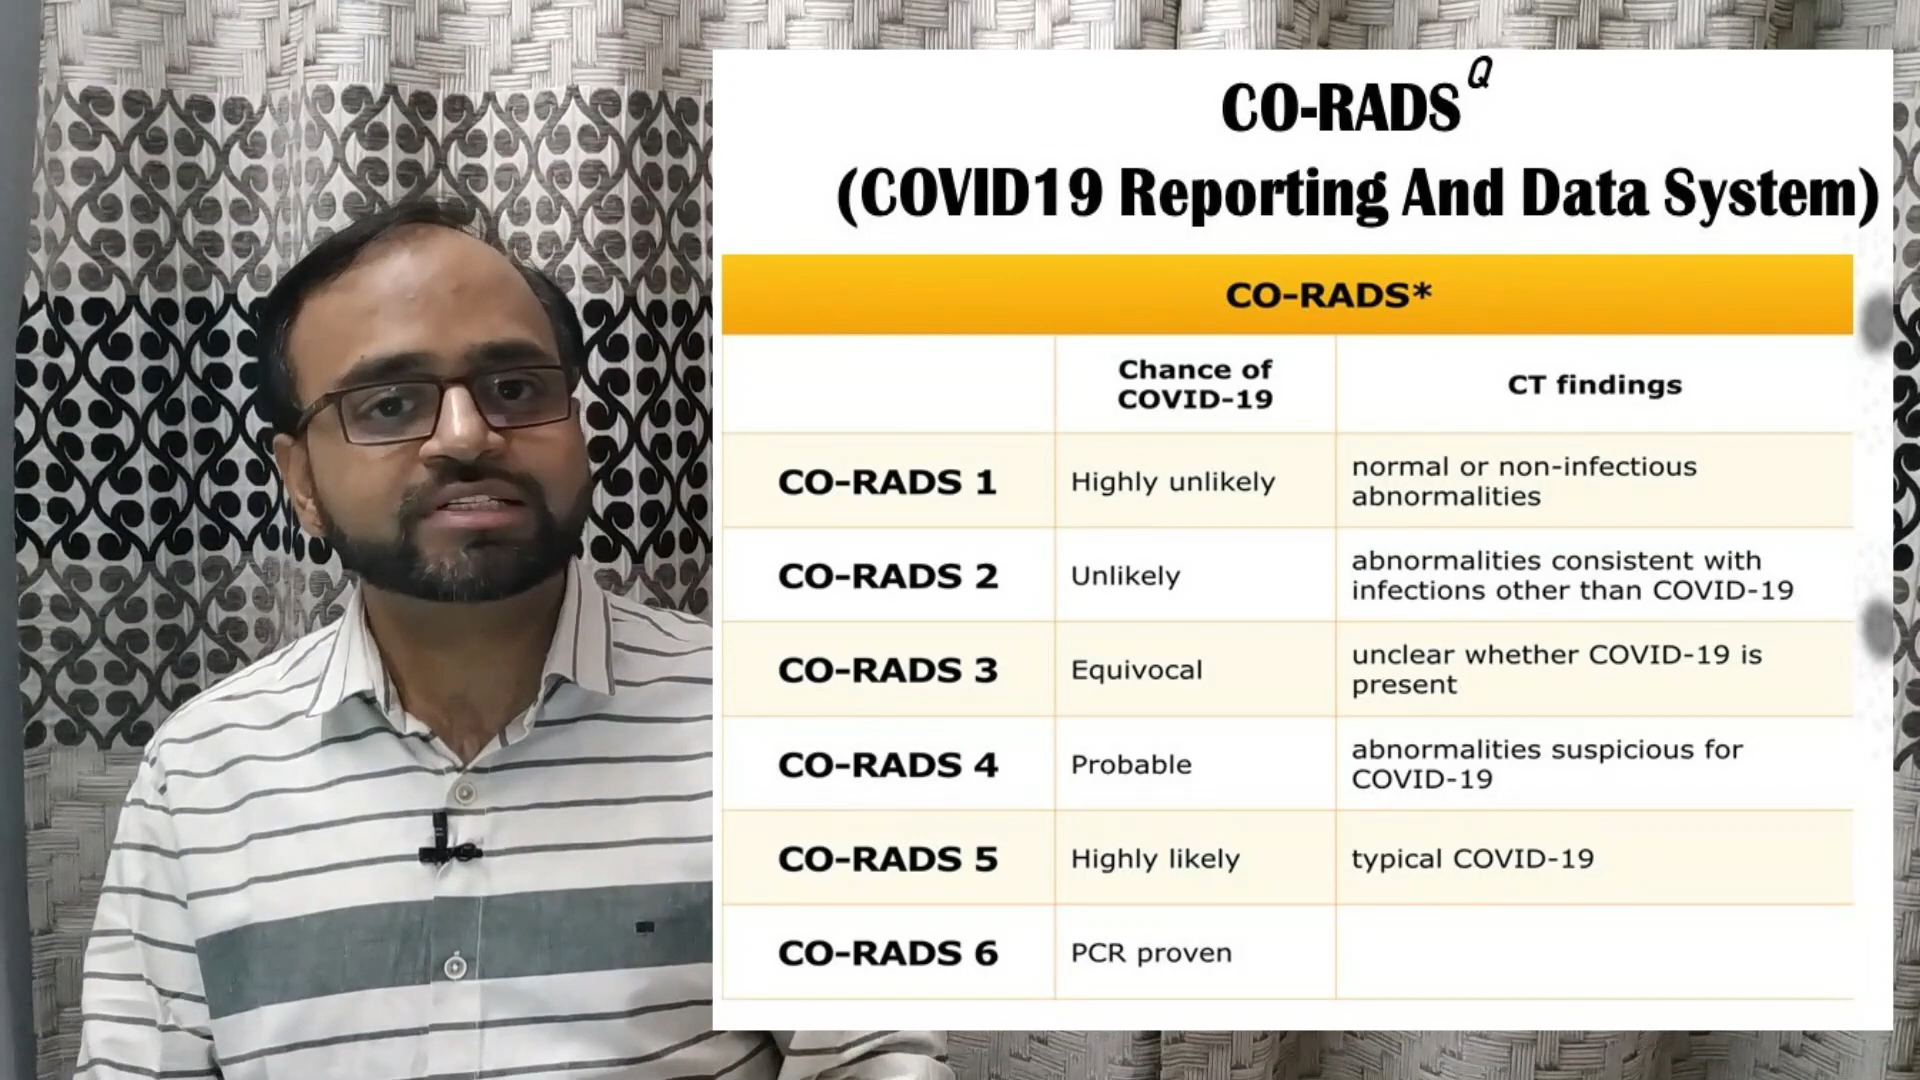 CO-RADS Q
(COVID19 Reporting And Data System)
CO-RADS*
Chance of
COVID-19
CT findings
CO-RADS 1
Highly unlikely
normal or non-infectious
abnormalities
CO-RADS 2
Unlikely
abnormalities consistent with
infections other than COVID-19
CO-RADS 3
Equivocal
unclear whether COVID-19 is
present
CO-RADS 4
Probable
abnormalities suspicious for
COVID-19
CO-RADS 5
Highly likely
typical COVID-19
CO-RADS 6
PCR proven